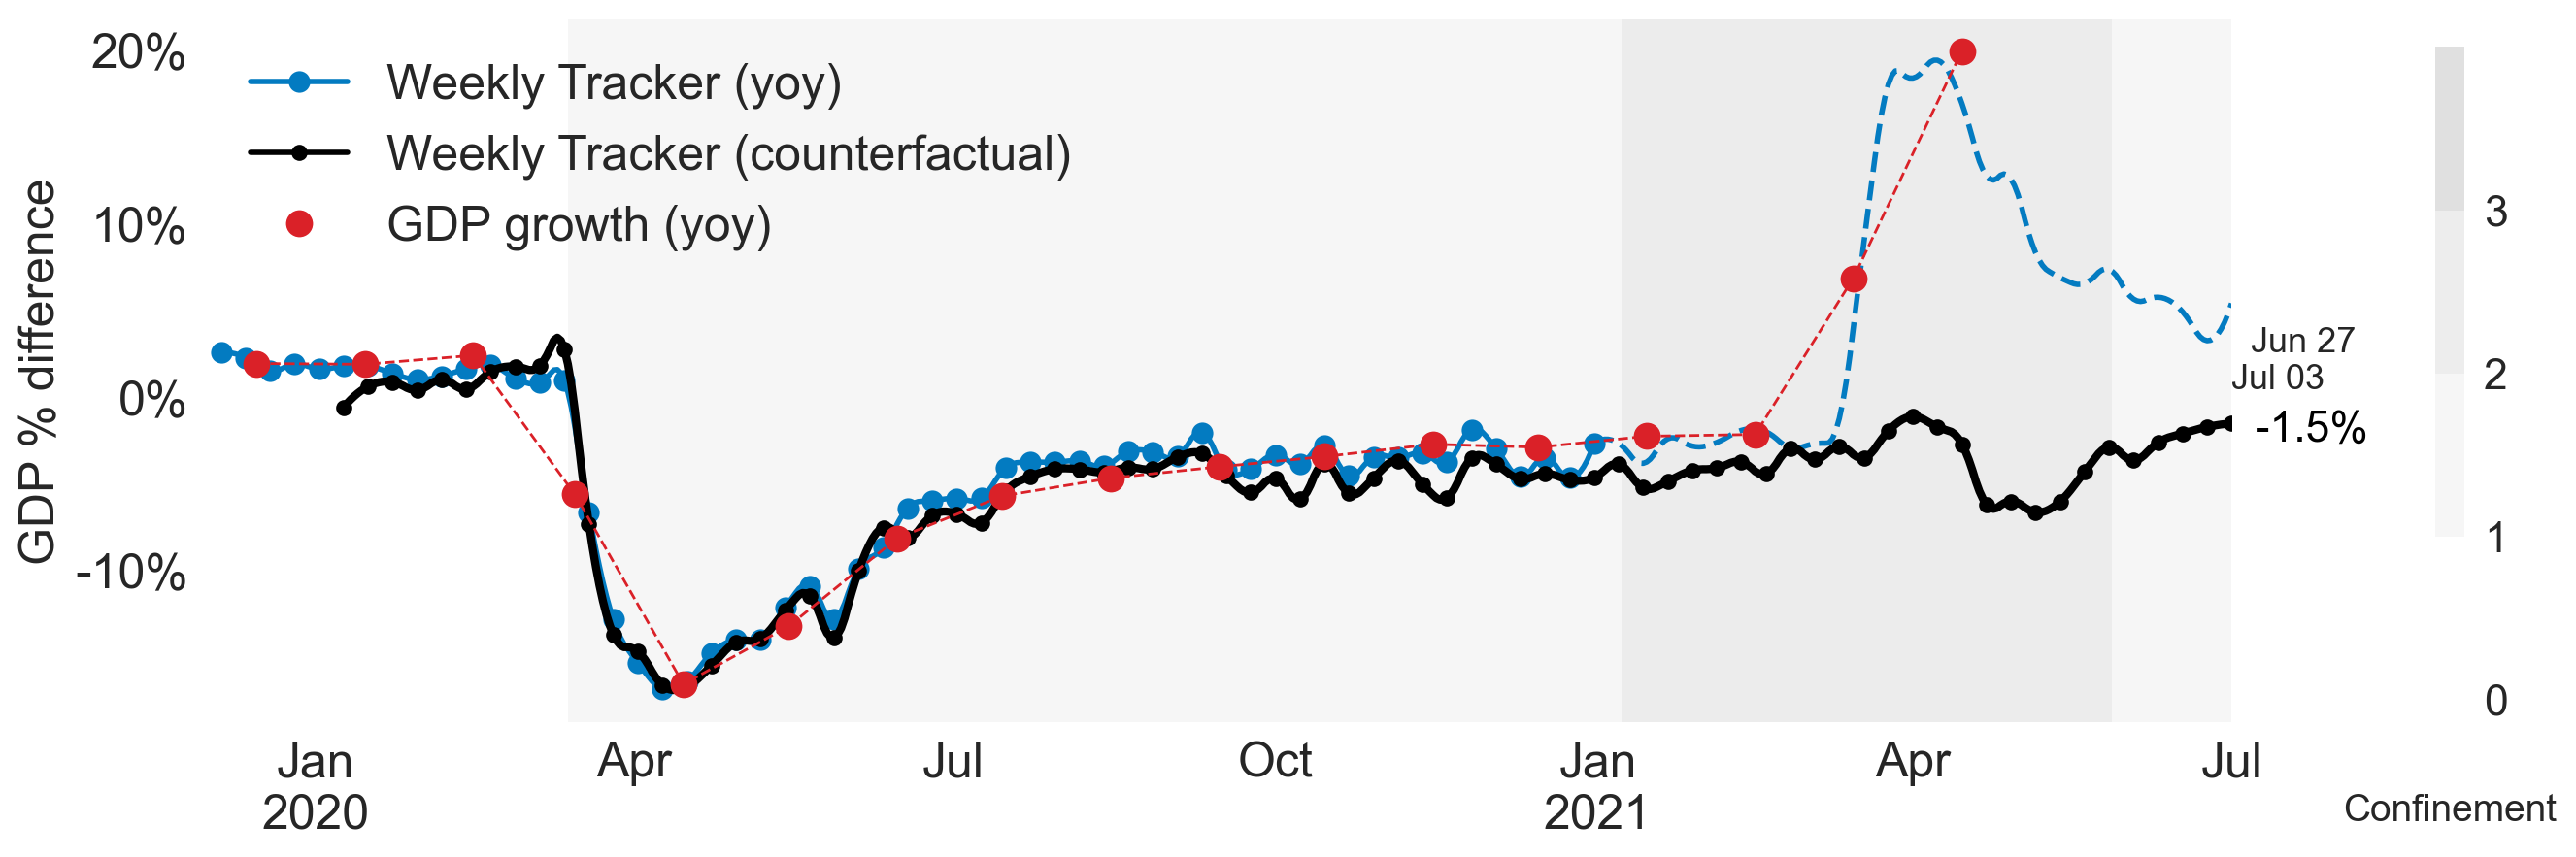 20%
10%
0%
-10%
GDP % difference
Weekly Tracker (yoy)
Weekly Tracker (counterfactual)
GDP growth (yoy)
Jun 27
Jul 03
-1.5%
Jan
2020
Apr
Jul
Oct
Jan
2021
Apr
Jul
3
2
1
0
Confinement